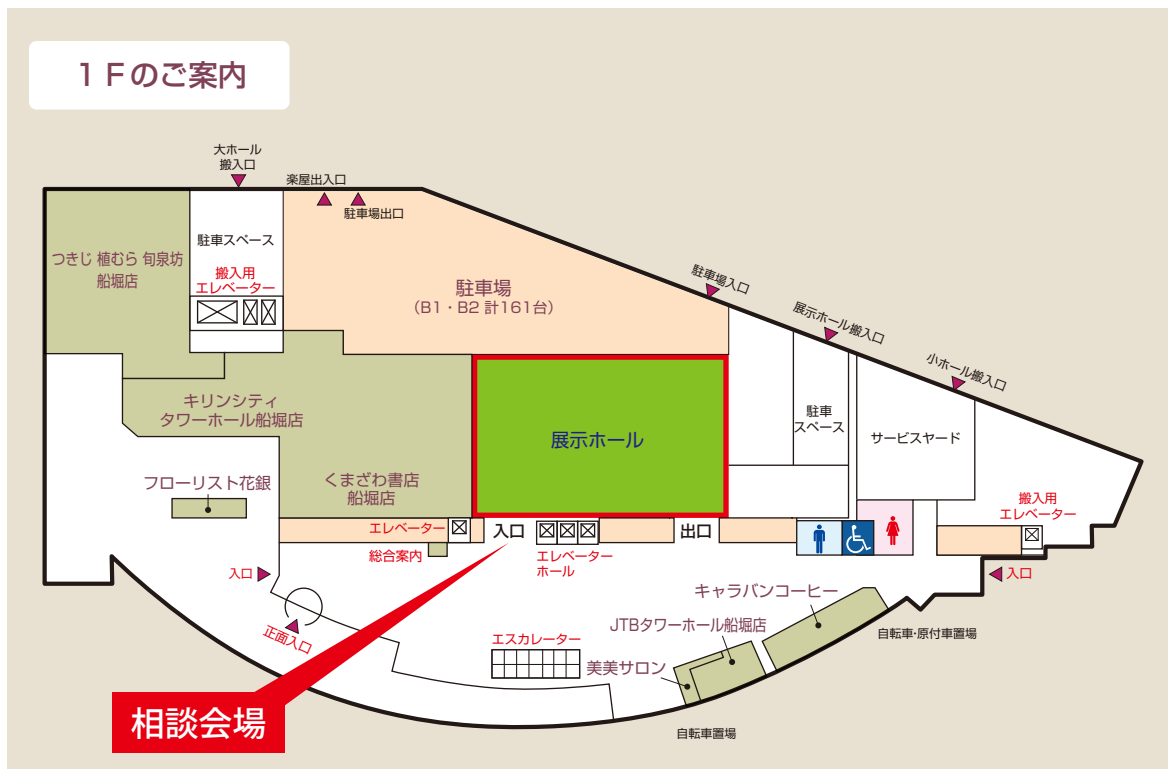 1Fのご案内
大ホール
搬入口
楽屋出入口
駐車場出口
駐車スペース
搬入用
エレベーター
つきじ 植むら 旬泉坊
船堀店
駐車場
(B1・B2 計161台)
駐車場入口
展示ホール搬入口
小ホール搬入口
キリンシティ
タワーホール船堀店
展示ホール
駐車
スペース
サービスヤード
フローリスト花銀
くまざわ書店
船堀店
搬入用
エレベーター
エレベーター
入口
出口
総合案内
エレベーター
ホール
入口
入口
正面入口
キャラバンコーヒー
JTBタワーホール船堀店
エスカレーター
美美サロン
自転車・原付車置場
相談会場
自転車置場